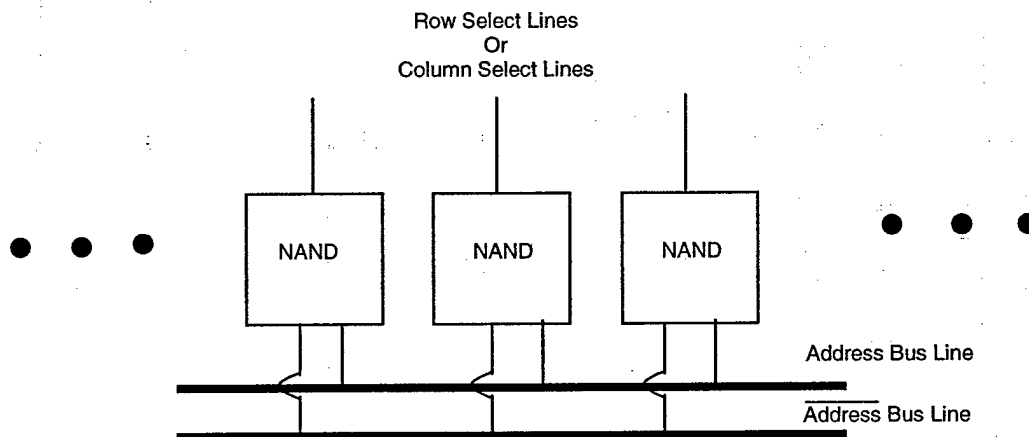 Row Select Lines
Or
Column Select Lines
NAND
NAND
NAND
Address Bus Line
Address Bus Line